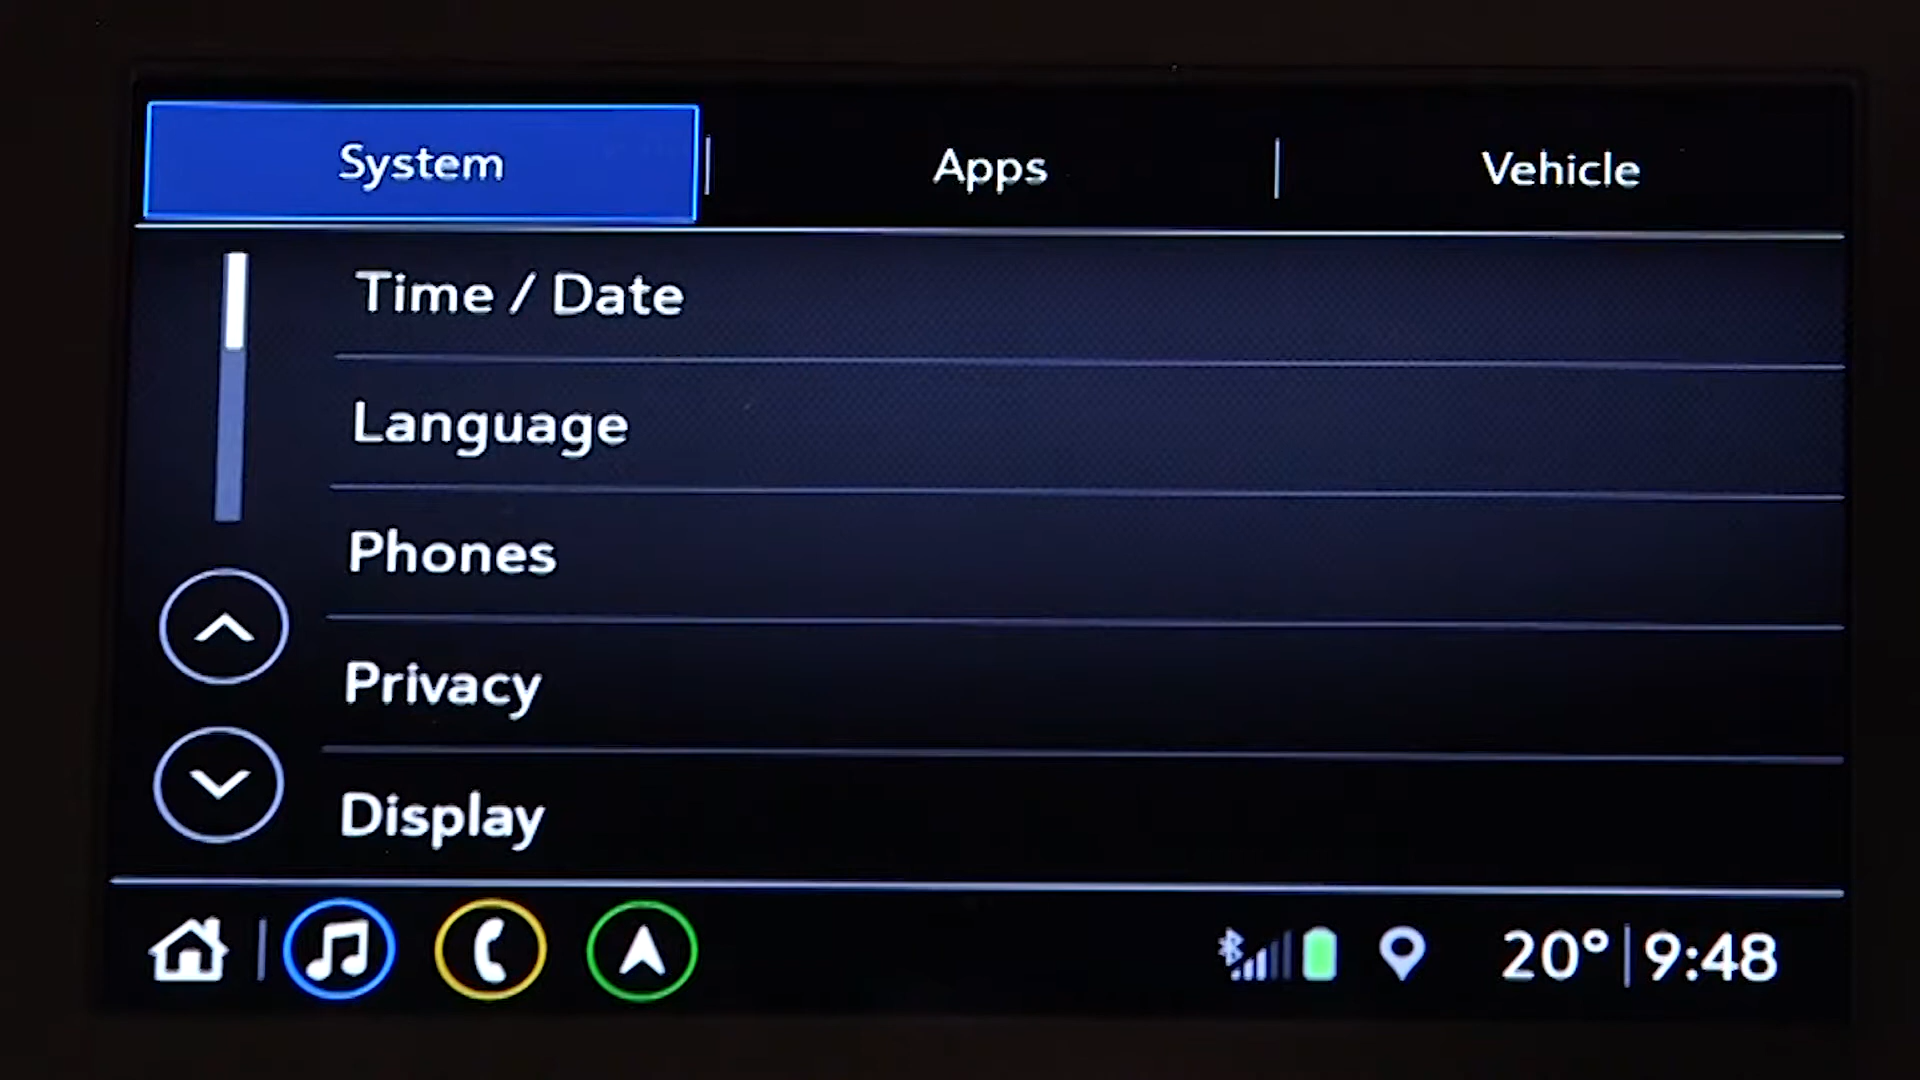 System
Apps
Vehicle
Time / Date
Language
Phones
Privacy
Display
20° 9:48